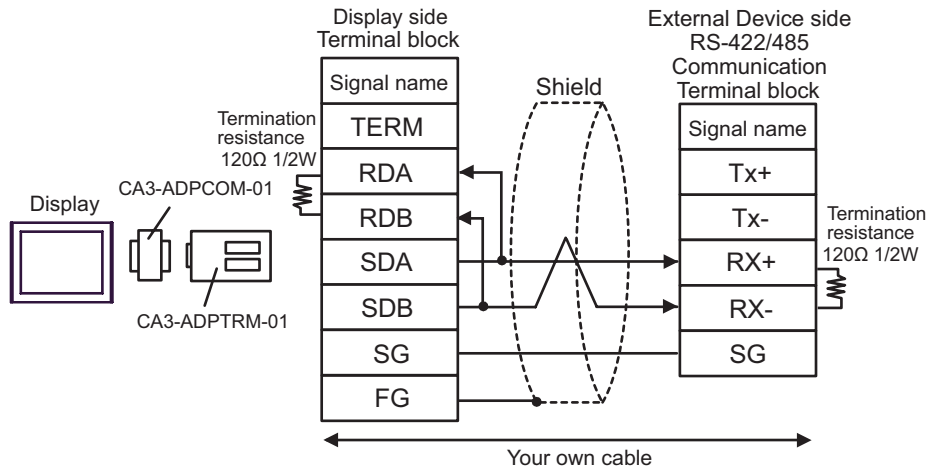 Display side
Terminal block
Signal name
TERM
RDA
RDB
SDA
SDB
SG
FG
Termination
resistance
120Ω 1/2W
Display
CA3-ADPCOM-01
CA3-ADPTRM-01
Shield
External Device side
RS-422/485
Communication
Terminal block
Signal name
Tx+
Tx-
RX+
RX-
SG
Termination
resistance
120Ω 1/2W
Your own cable